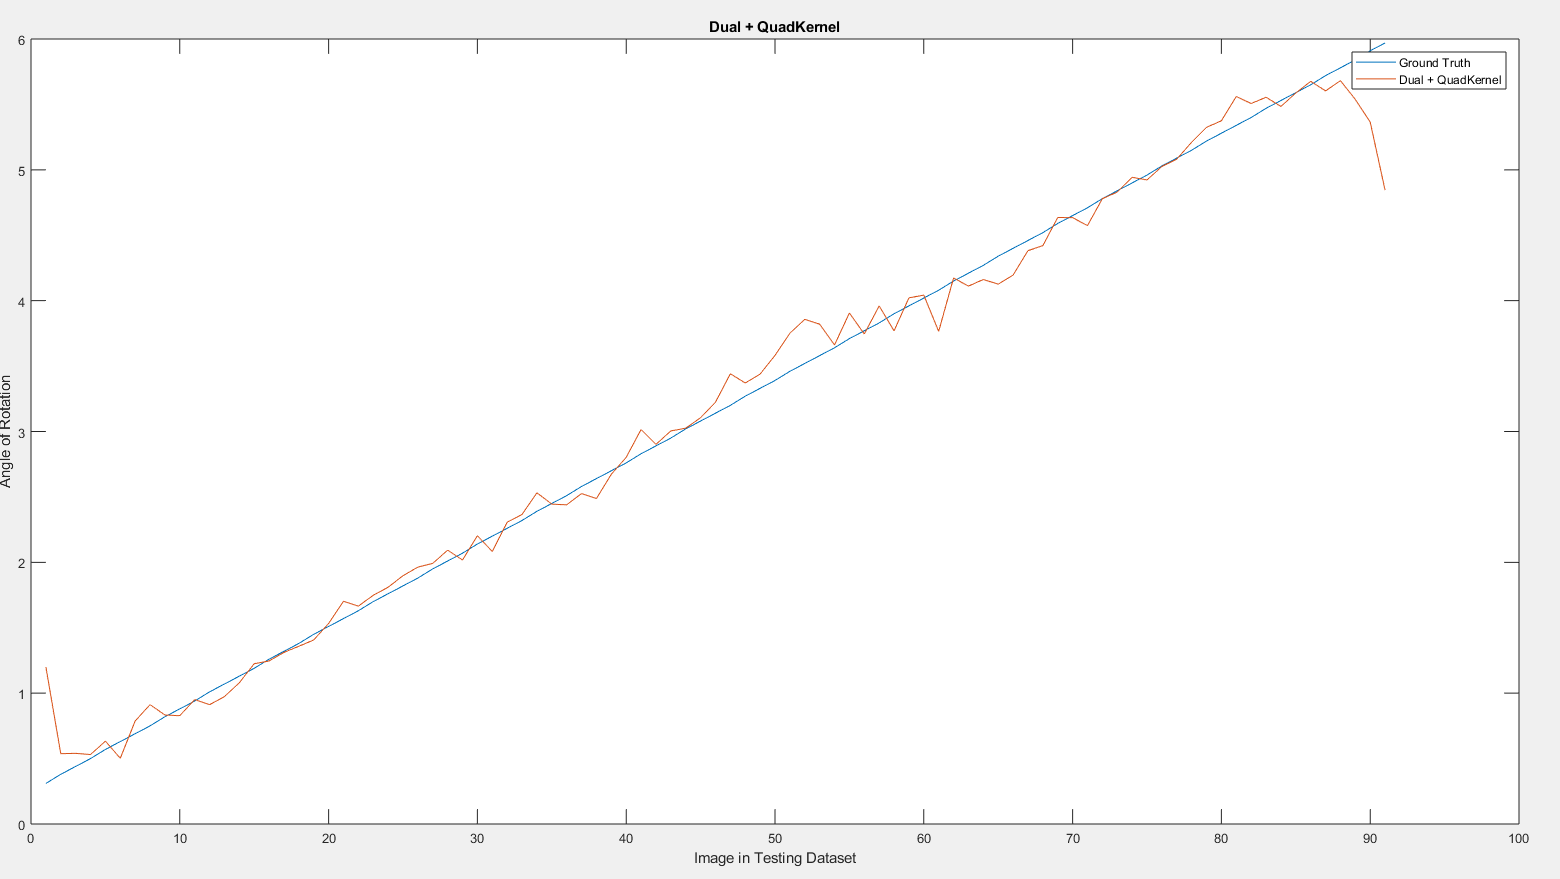 Dual + QuadKernel
Ground Truth
Dual + QuadKernel
6
5
4
3
2
1
0
Angle of Rotation
0 10 20 30 40 50 60 70 80 90 100
Image in Testing Dataset